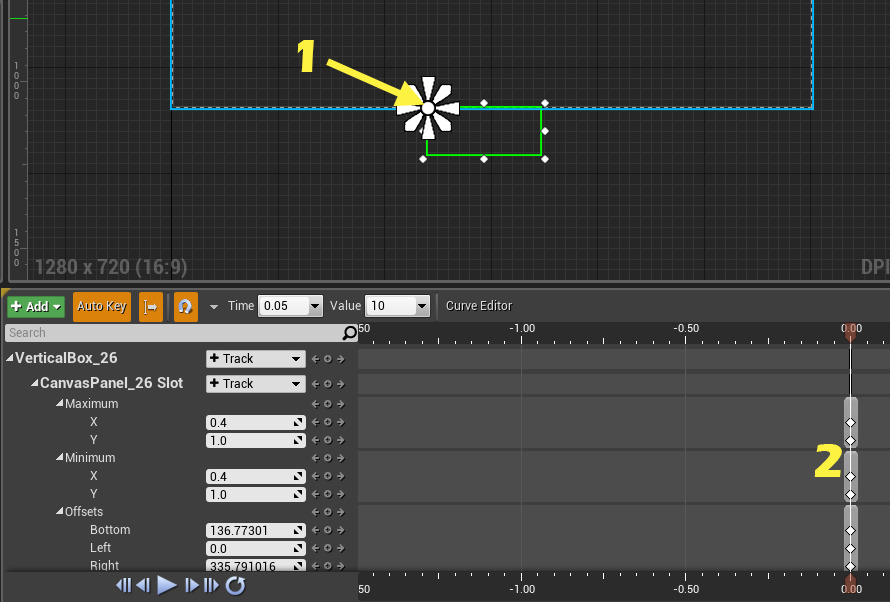 1
1000
1500
1280 x 720 (16:9)
DPI
+ Add
Auto Key
Time 0.05
Value 10
Curve Editor
Search
50 -1.00 -0.50 0.00
VerticalBox_26
+ Track
CanvasPanel_26 Slot
+ Track
Maximum
X 0.4
Y 1.0
2
Minimum
X 0.4
Y 1.0
Offsets
Bottom 136.77301
Left 0.0
Right 335.791016
50 -1.00 -0.50 0.00